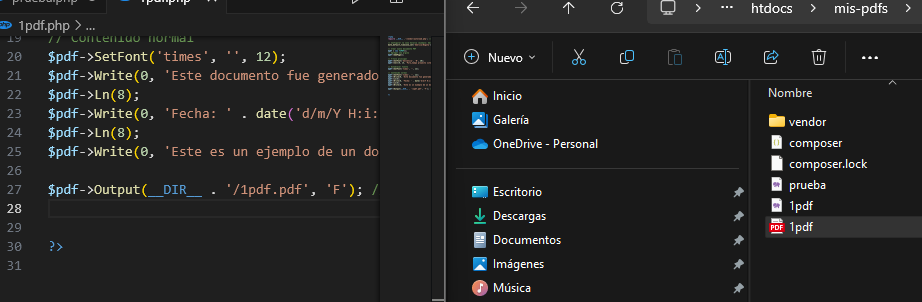 1pdf.php
1pdf.php > ...
19 // Contenido normal
20 $pdf->SetFont('times', '', 12);
21 $pdf->Write(0, 'Este documento fue generado
22 $pdf->Ln(8);
23 $pdf->Write(0, 'Fecha: ' . date('d/m/Y H:i:
24 $pdf->Ln(8);
25 $pdf->Write(0, 'Este es un ejemplo de un do
26
27 $pdf->Output(__DIR__ . '/1pdf.pdf', 'F'); /
28
29
30 ?>
31
... htdocs > mis-pdfs
Nuevo
Inicio
Galería
OneDrive - Personal
Escritorio
Descargas
Documentos
Imágenes
Música
Nombre
vendor
composer
composer.lock
prueba
1pdf
PDF 1pdf